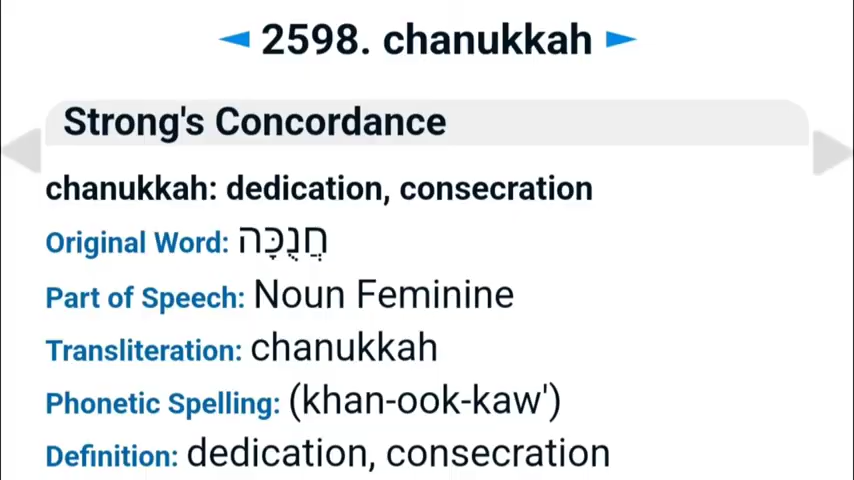 2598. chanukkah
Strong's Concordance
chanukkah: dedication, consecration
Original Word: חֲנֻכָּה
Part of Speech: Noun Feminine
Transliteration: chanukkah
Phonetic Spelling: (khan-ook-kaw')
Definition: dedication, consecration